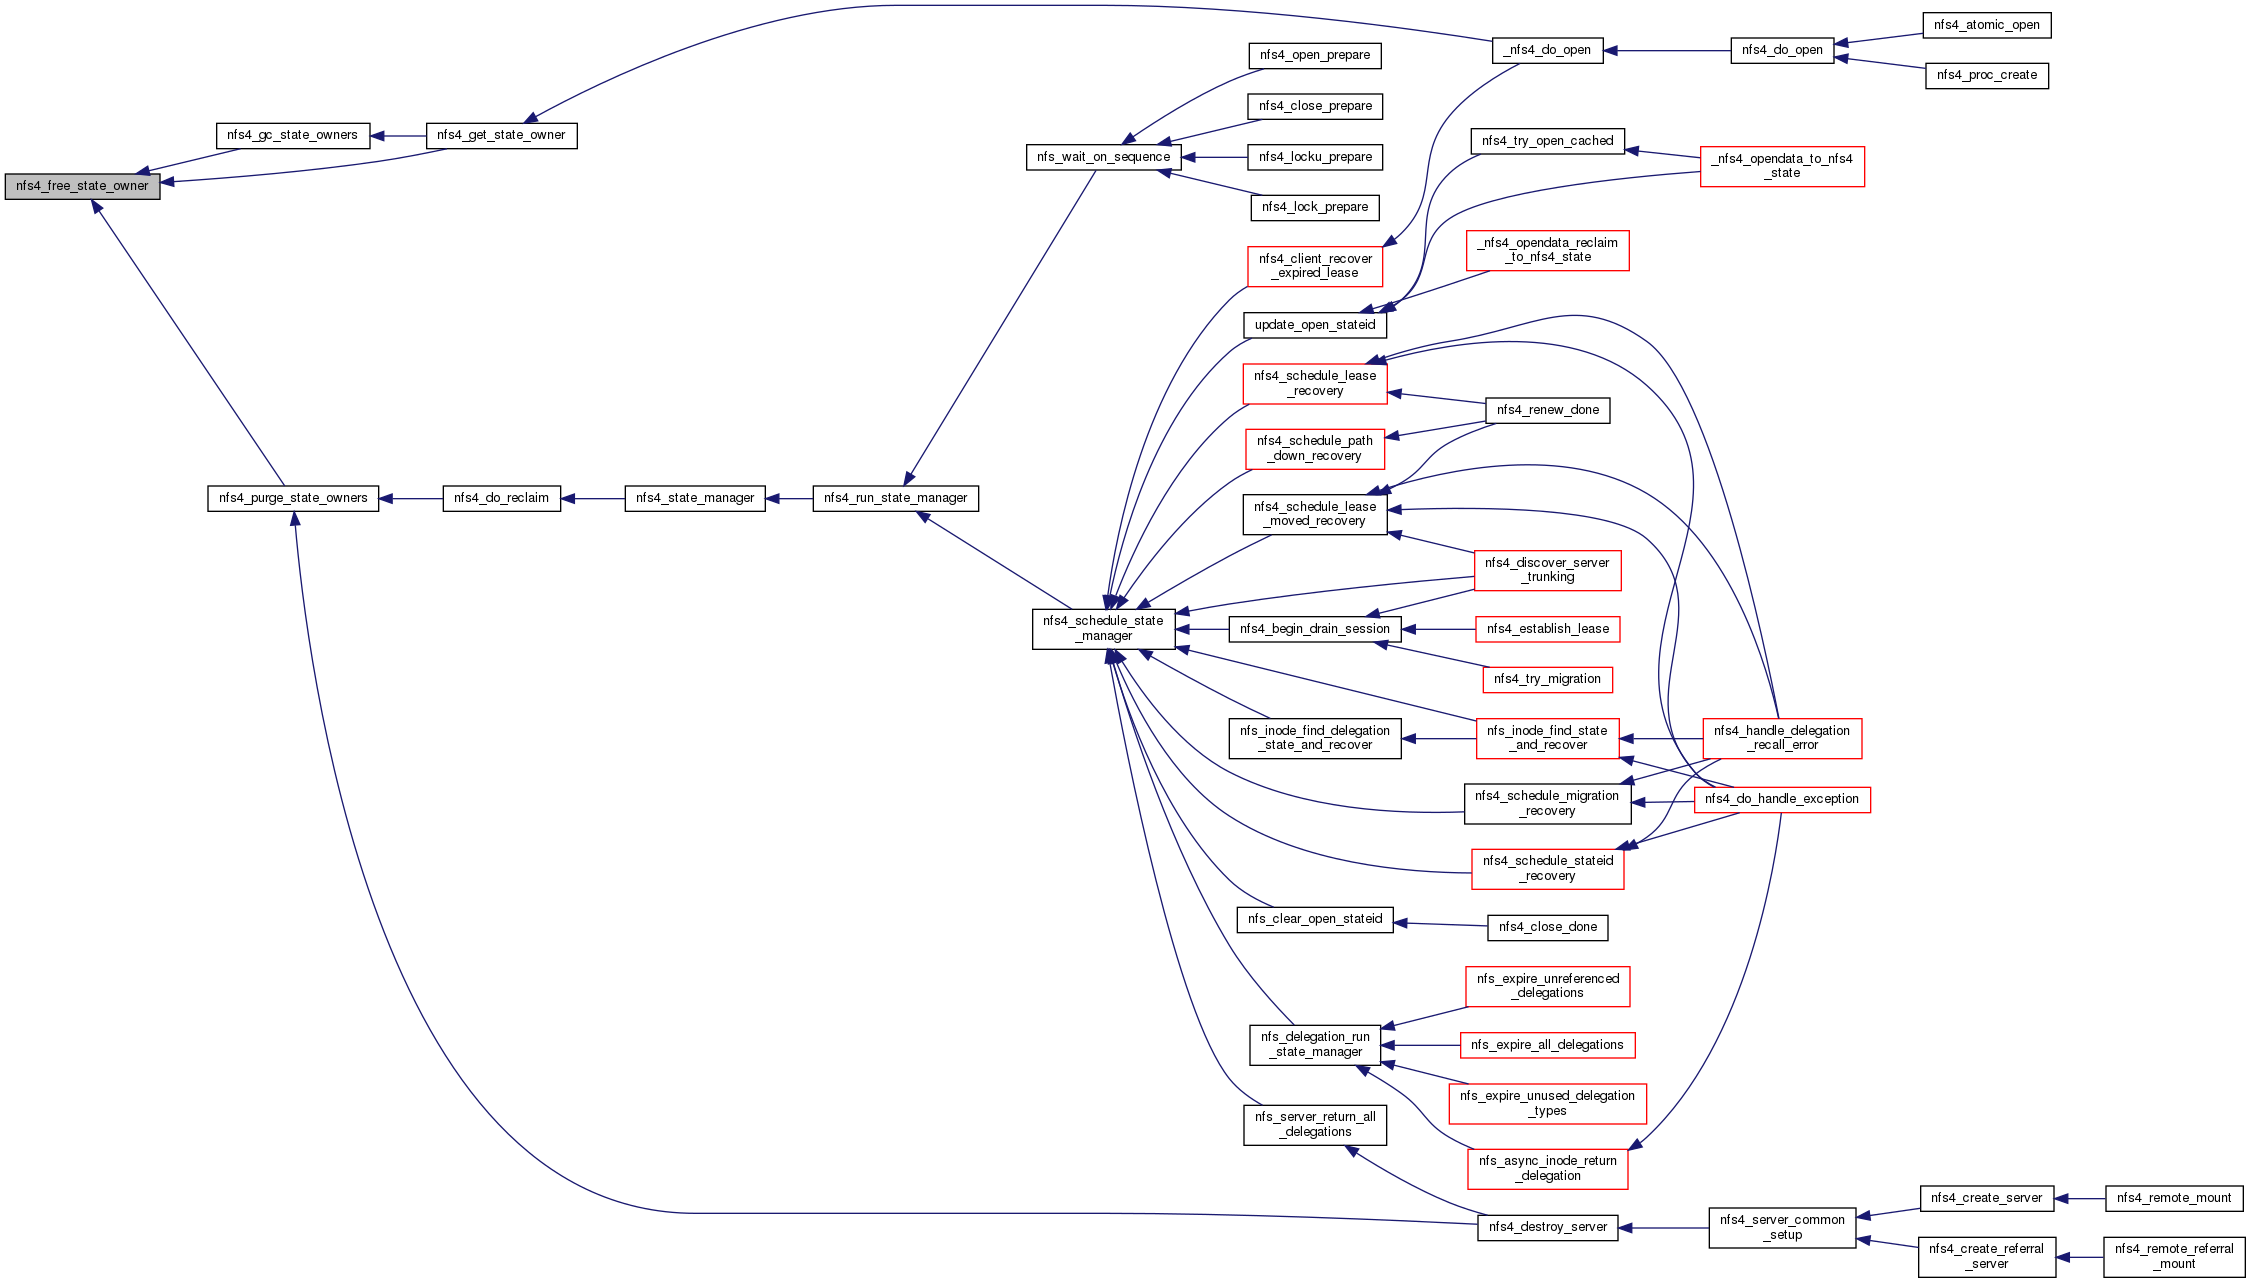 nfs4_free_state_owner
nfs4_gc_state_owners
nfs4_get_state_owner
nfs4_purge_state_owners
nfs4_do_reclaim
nfs4_state_manager
nfs4_run_state_manager
nfs_wait_on_sequence
nfs4_open_prepare
nfs4_close_prepare
nfs4_locku_prepare
nfs4_lock_prepare
_nfs4_do_open
nfs4_do_open
nfs4_atomic_open
nfs4_proc_create
nfs4_try_open_cached
_nfs4_opendata_to_nfs4
_state
nfs4_client_recover
_expired_lease
_nfs4_opendata_reclaim
_to_nfs4_state
update_open_stateid
nfs4_schedule_lease
_recovery
nfs4_renew_done
nfs4_schedule_path
_down_recovery
nfs4_schedule_lease
_moved_recovery
nfs4_discover_server
_trunking
nfs4_schedule_state
_manager
nfs4_begin_drain_session
nfs4_establish_lease
nfs4_try_migration
nfs_inode_find_delegation
_state_and_recover
nfs_inode_find_state
_and_recover
nfs4_handle_delegation
_recall_error
nfs4_schedule_migration
_recovery
nfs4_do_handle_exception
nfs4_schedule_stateid
_recovery
nfs_clear_open_stateid
nfs4_close_done
nfs_expire_unreferenced
_delegations
nfs_delegation_run
_state_manager
nfs_expire_all_delegations
nfs_expire_unused_delegation
_types
nfs_server_return_all
_delegations
nfs_async_inode_return
_delegation
nfs4_destroy_server
nfs4_server_common
_setup
nfs4_create_server
nfs4_remote_mount
nfs4_create_referral
_server
nfs4_remote_referral
_mount